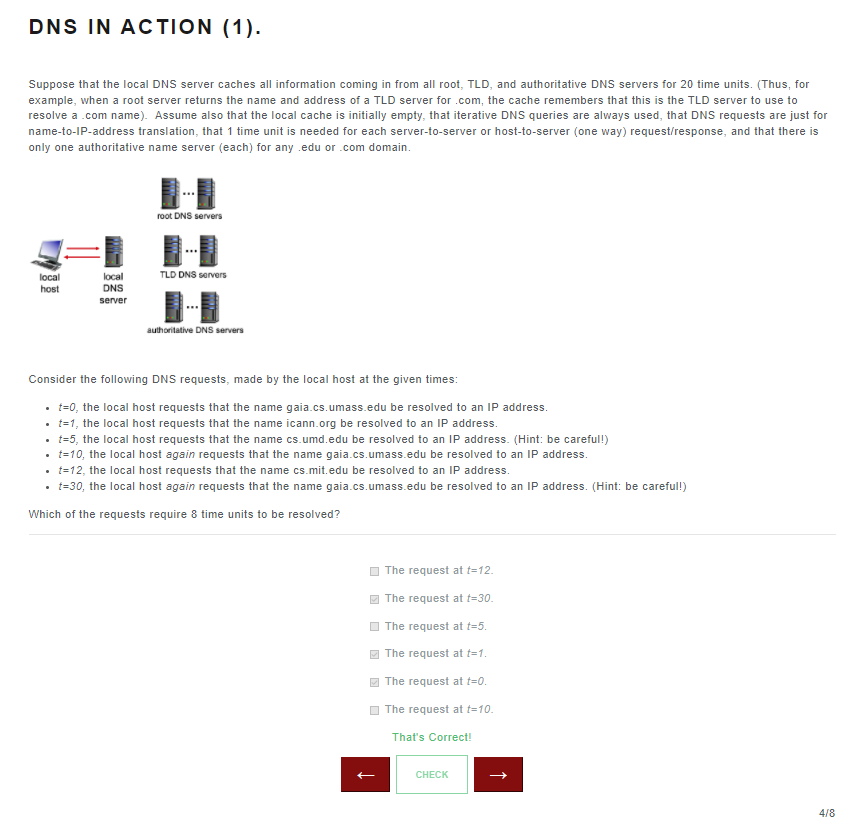 DNS IN ACTION (1).
Suppose that the local DNS server caches all information coming in from all root, TLD, and authoritative DNS servers for 20 time units. (Thus, for
example, when a root server returns the name and address of a TLD server for .com, the cache remembers that this is the TLD server to use to
resolve a .com name).  Assume also that the local cache is initially empty, that iterative DNS queries are always used, that DNS requests are just for
name-to-IP-address translation, that 1 time unit is needed for each server-to-server or host-to-server (one way) request/response, and that there is
only one authoritative name server (each) for any .edu or .com domain.
root DNS servers
TLD DNS servers
local
host
local
DNS
server
authoritative DNS servers
Consider the following DNS requests, made by the local host at the given times:
• t=0, the local host requests that the name gaia.cs.umass.edu be resolved to an IP address.
• t=1, the local host requests that the name icann.org be resolved to an IP address.
• t=5, the local host requests that the name cs.umd.edu be resolved to an IP address. (Hint: be careful!)
• t=10, the local host again requests that the name gaia.cs.umass.edu be resolved to an IP address.
• t=12, the local host requests that the name cs.mit.edu be resolved to an IP address.
• t=30, the local host again requests that the name gaia.cs.umass.edu be resolved to an IP address. (Hint: be careful!)
Which of the requests require 8 time units to be resolved?
The request at t=12.
The request at t=30.
The request at t=5.
The request at t=1.
The request at t=0.
The request at t=10.
That's Correct!
← CHECK →
4/8